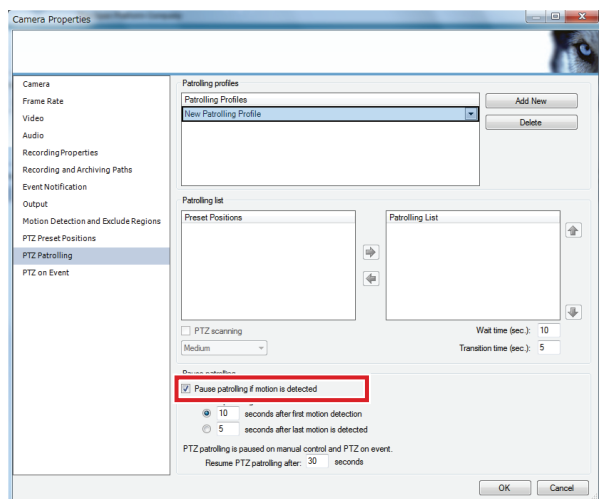 Camera Properties
Camera
Frame Rate
Video
Audio
Recording Properties
Recording and Archiving Paths
Event Notification
Output
Motion Detection and Exclude Regions
PTZ Preset Positions
PTZ Patrolling
PTZ on Event
Patrolling profiles
Patrolling Profiles
New Patrolling Profile
Add New
Delete
Patrolling list
Preset Positions
Patrolling List
PTZ scanning
Medium
Wait time (sec.): 10
Transition time (sec.): 5
Pause patrolling
Pause patrolling if motion is detected
10 seconds after first motion detection
5 seconds after last motion is detected
PTZ patrolling is paused on manual control and PTZ on event.
Resume PTZ patrolling after: 30 seconds
OK Cancel